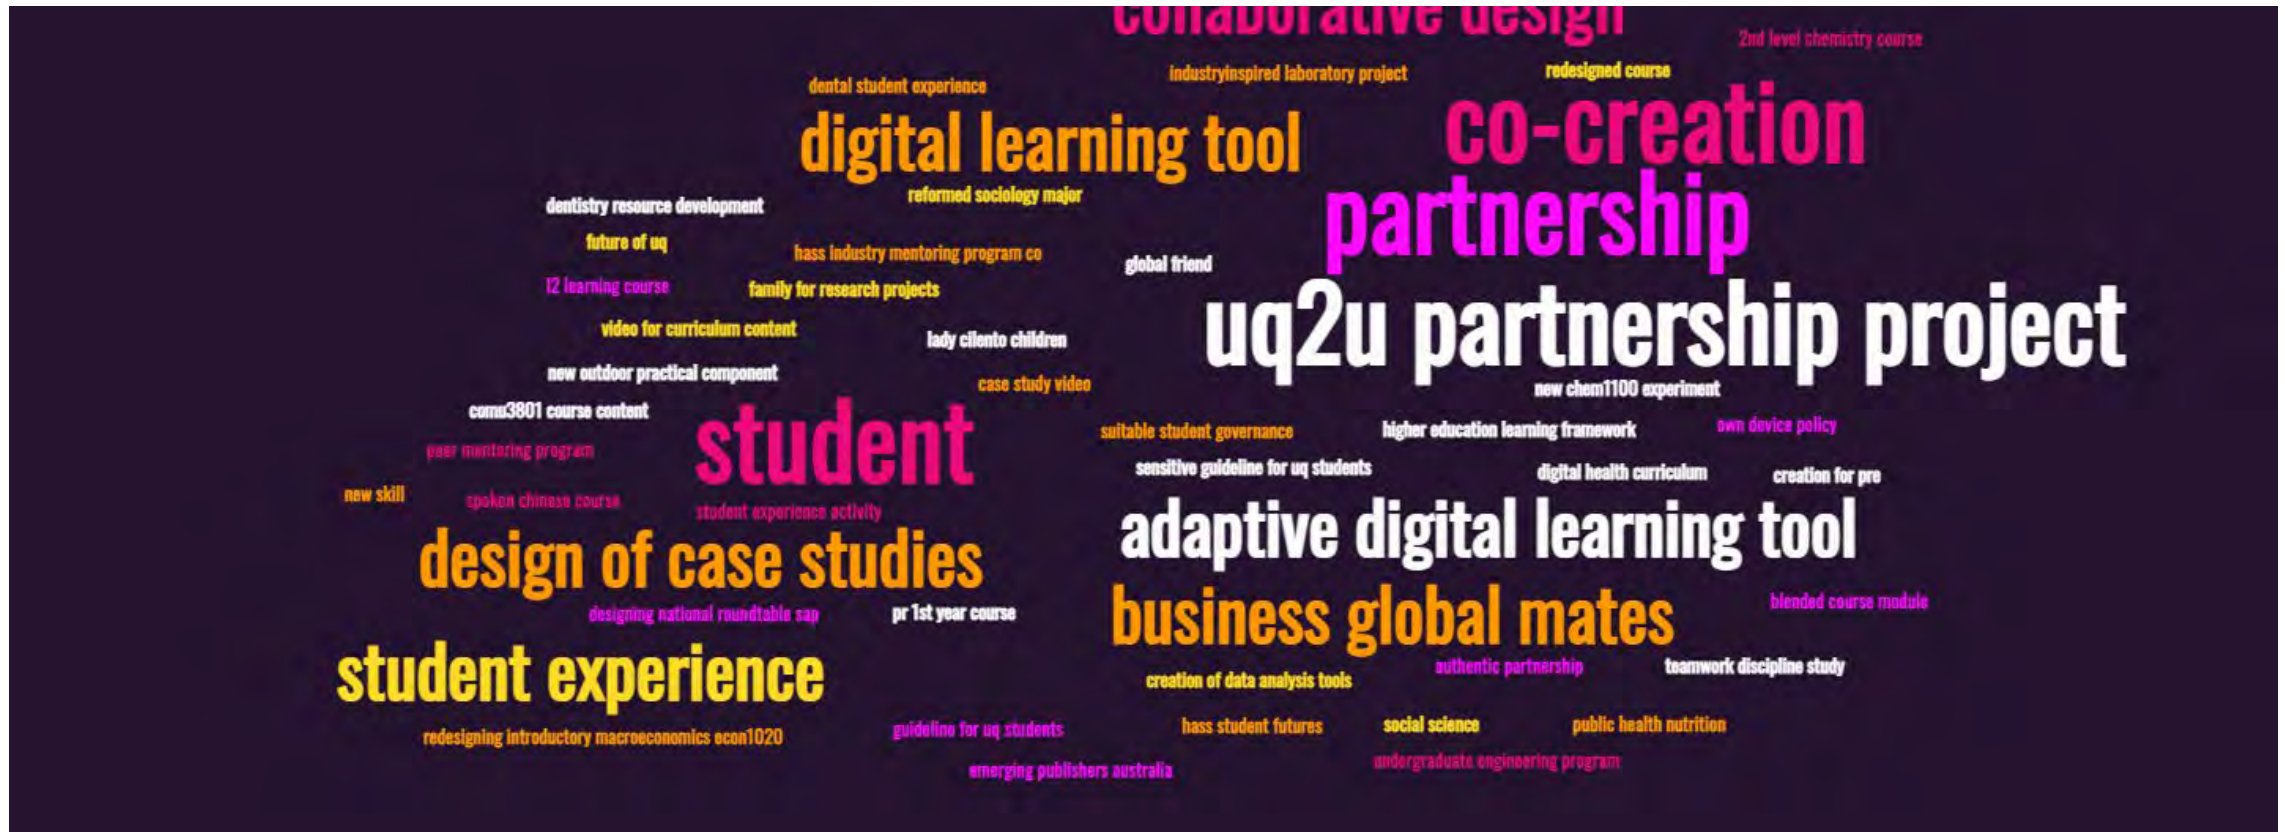 collaborative design
2nd level chemistry course
industryinspired laboratory project
redesigned course
dental student experience
digital learning tool
co-creation
reformed sociology major
partnership
dentistry resource development
future of uq
hass industry mentoring program co
global friend
l2 learning course
family for research projects
uq2u partnership project
video for curriculum content
lady cilento children
new outdoor practical component
case study video
new chem1100 experiment
comu3801 course content
student
suitable student governance
higher education learning framework
own device policy
peer mentoring program
sensitive guideline for uq students
digital health curriculum
creation for pre
new skill
spoken chinese course
student experience activity
adaptive digital learning tool
design of case studies
designing national roundtable sap
pr 1st year course
business global mates
blended course module
student experience
creation of data analysis tools
authentic partnership
teamwork discipline study
redesigning introductory macroeconomics econ1020
guideline for uq students
hass student futures
social science
public health nutrition
emerging publishers australia
undergraduate engineering program